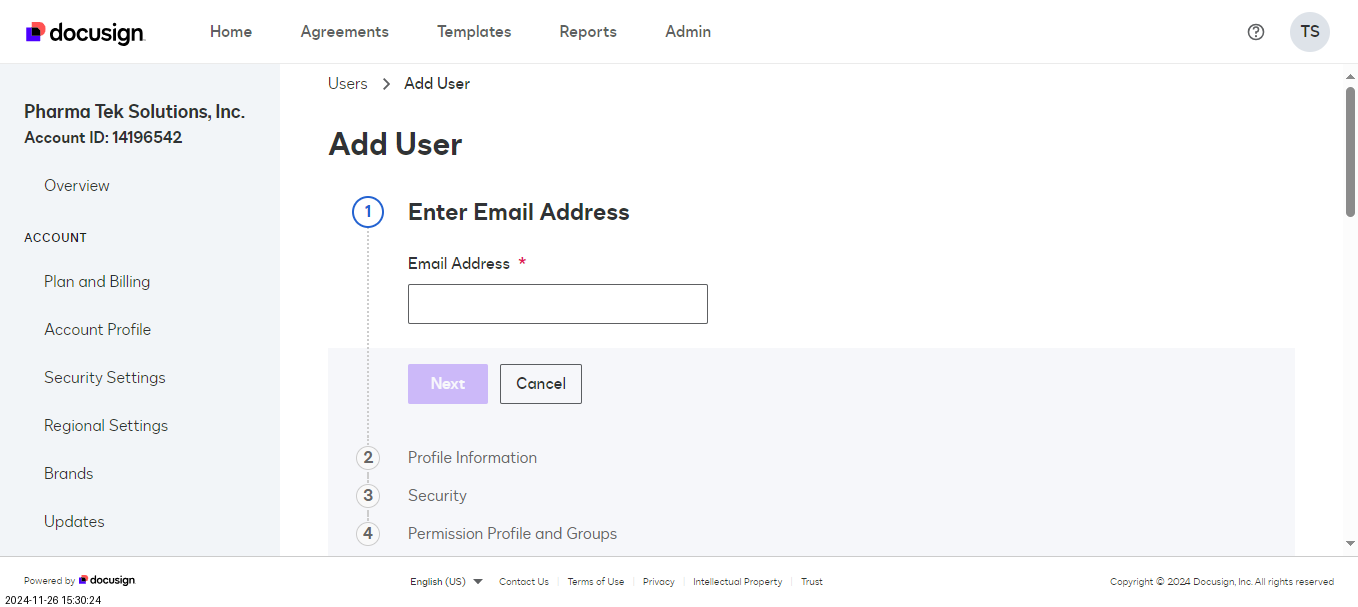 docusign
Home
Agreements
Templates
Reports
Admin
TS
Pharma Tek Solutions, Inc.
Account ID: 14196542
Overview
ACCOUNT
Plan and Billing
Account Profile
Security Settings
Regional Settings
Brands
Updates
Users
Add User
Add User
1
Enter Email Address
Email Address *
Next
Cancel
2
Profile Information
3
Security
4
Permission Profile and Groups
Powered by docusign
English (US)
Contact Us
Terms of Use
Privacy
Intellectual Property
Trust
Copyright © 2024 Docusign, Inc. All rights reserved
2024-11-26 15:30:24